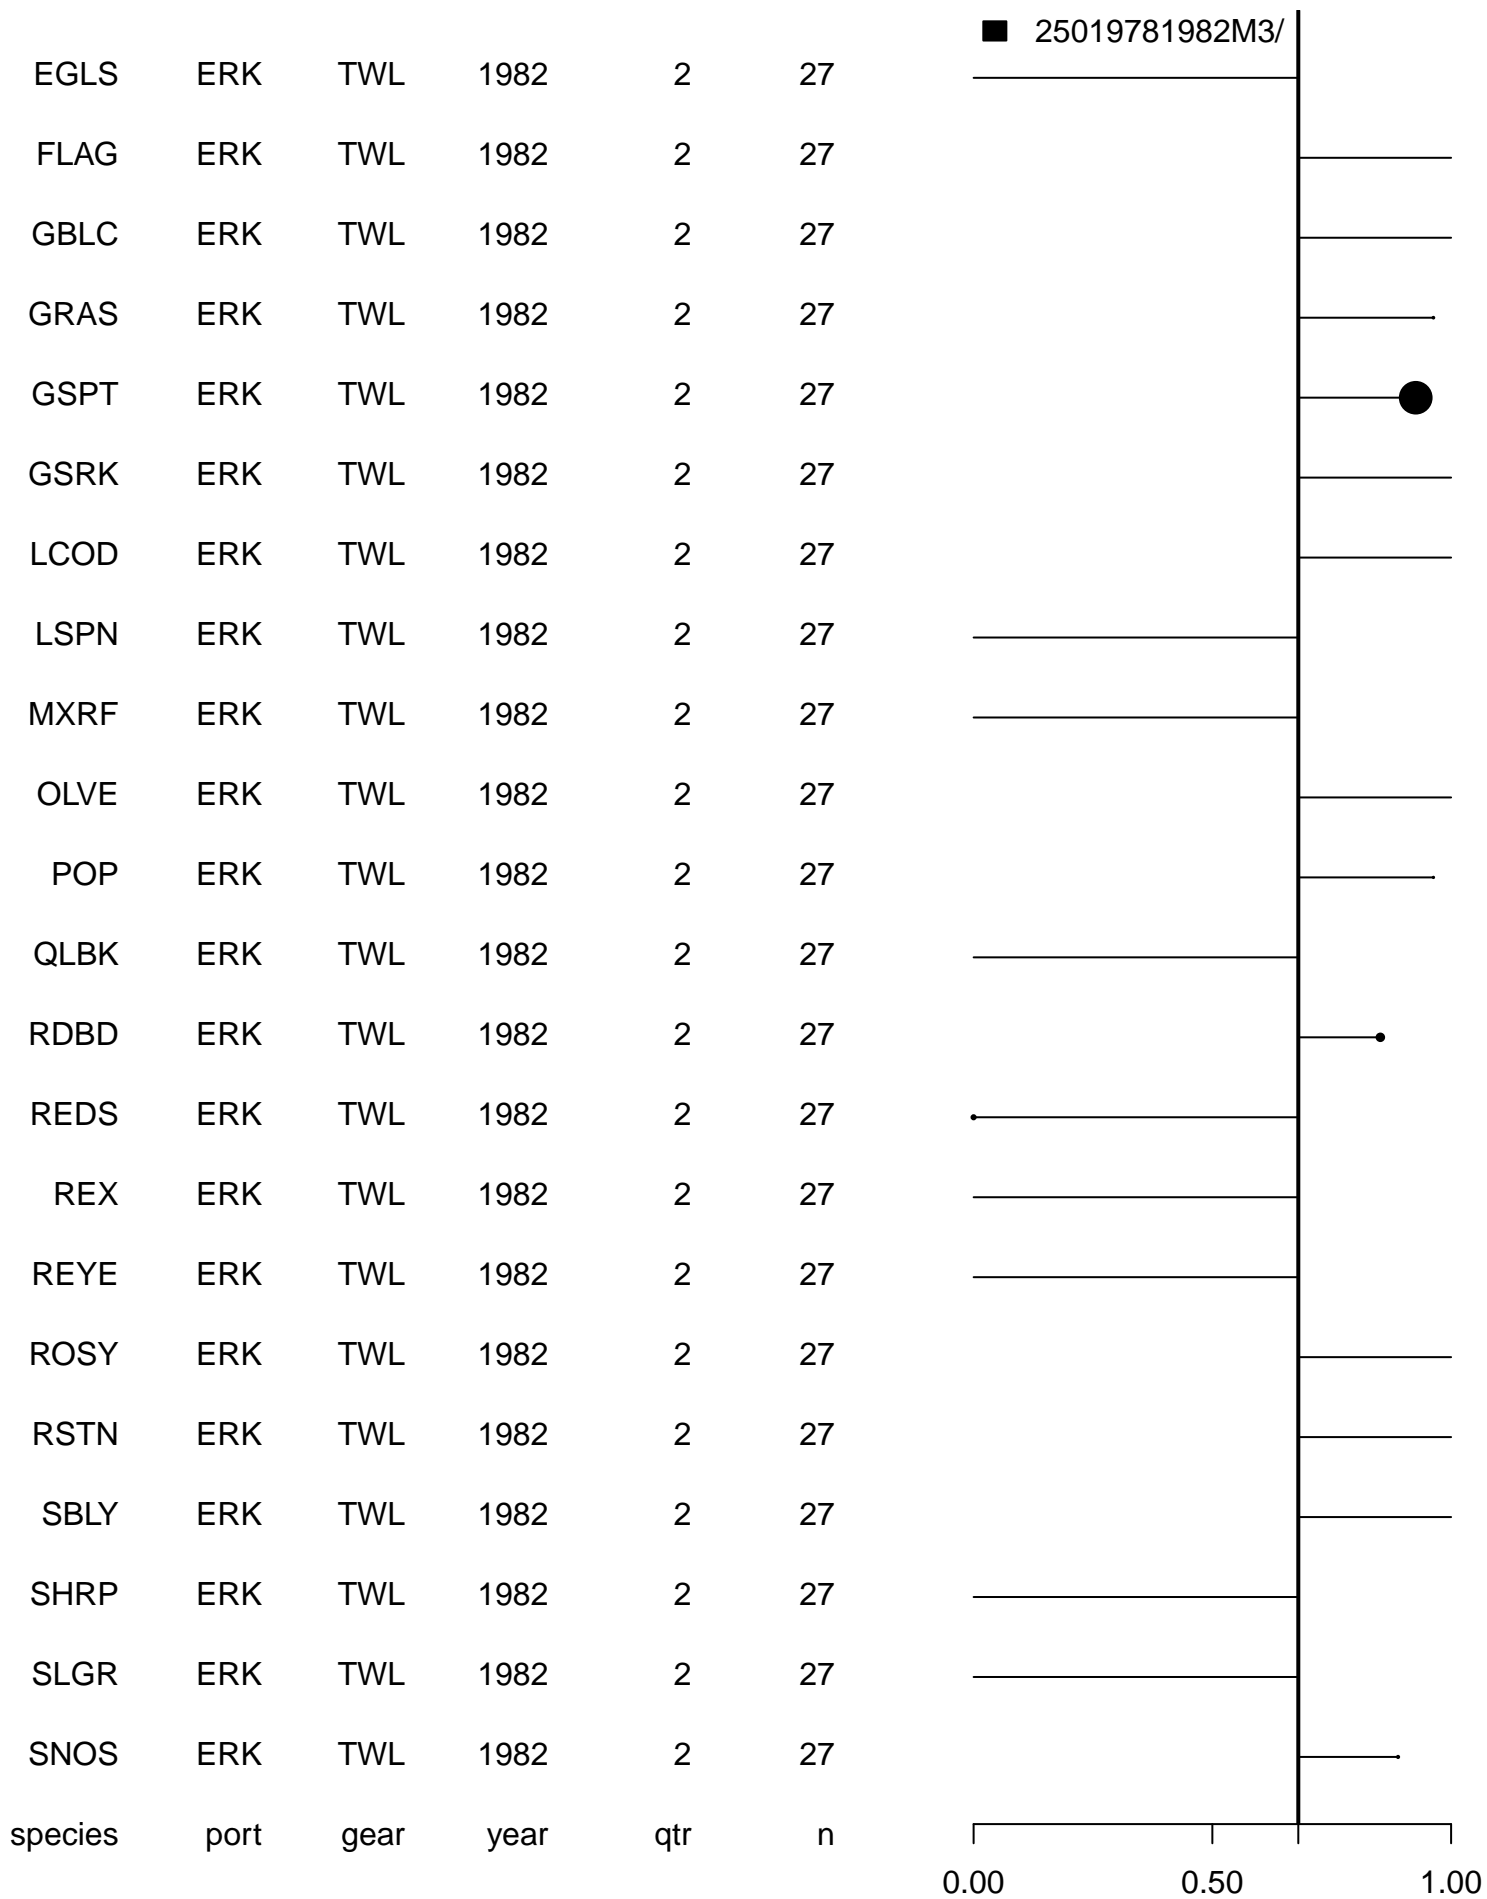 25019781982M3/
EGLS ERK TWL 1982 2 27
FLAG ERK TWL 1982 2 27
GBLC ERK TWL 1982 2 27
GRAS ERK TWL 1982 2 27
GSPT ERK TWL 1982 2 27
GSRK ERK TWL 1982 2 27
LCOD ERK TWL 1982 2 27
LSPN ERK TWL 1982 2 27
MXRF ERK TWL 1982 2 27
OLVE ERK TWL 1982 2 27
POP ERK TWL 1982 2 27
QLBK ERK TWL 1982 2 27
RDBD ERK TWL 1982 2 27
REDS ERK TWL 1982 2 27
REX ERK TWL 1982 2 27
REYE ERK TWL 1982 2 27
ROSY ERK TWL 1982 2 27
RSTN ERK TWL 1982 2 27
SBLY ERK TWL 1982 2 27
SHRP ERK TWL 1982 2 27
SLGR ERK TWL 1982 2 27
SNOS ERK TWL 1982 2 27
species port gear year qtr n
0.00 0.50 1.00